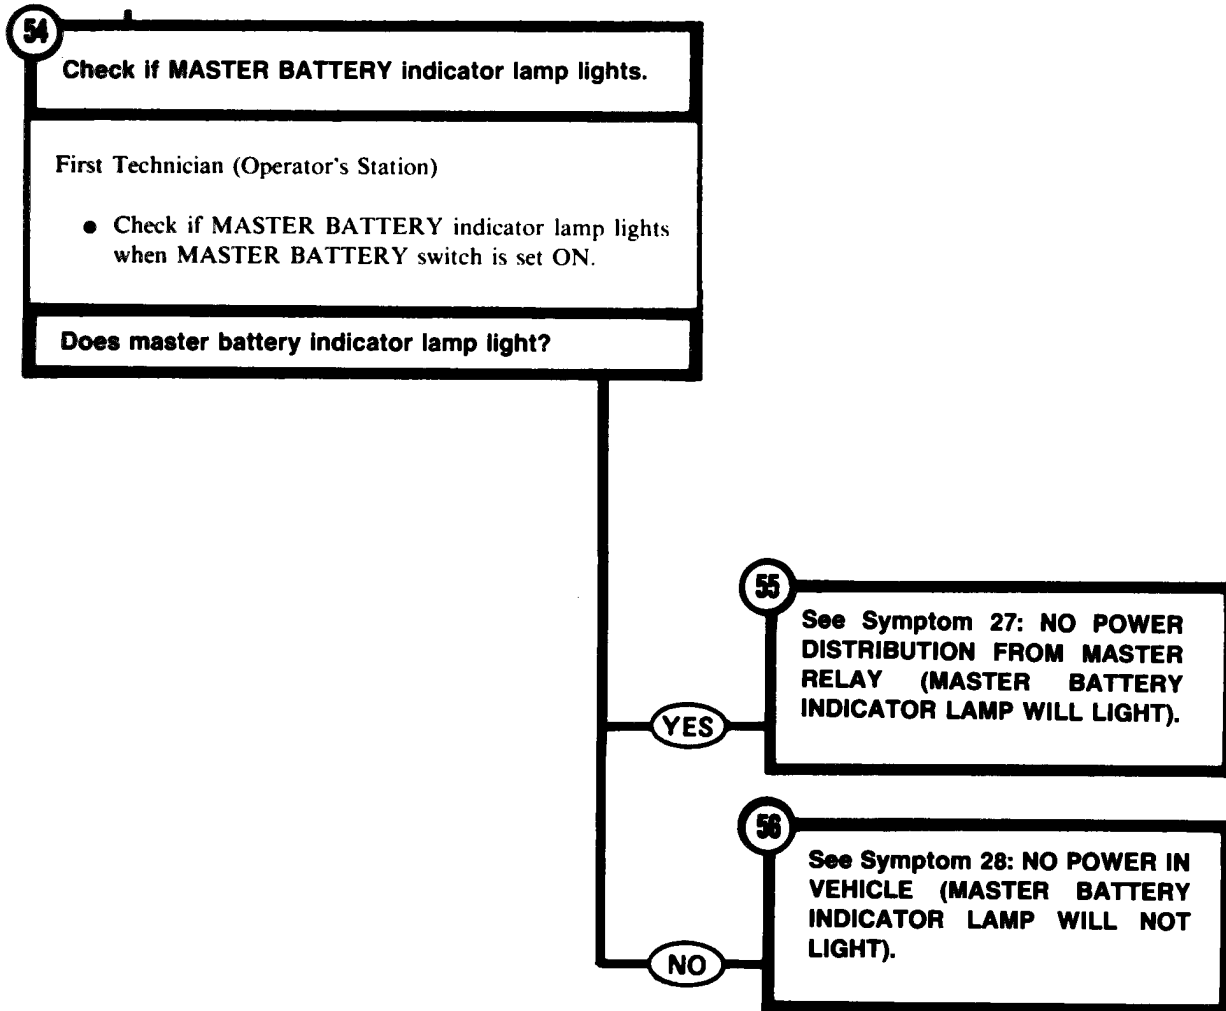 54
Check if MASTER BATTERY indicator lamp lights.
First Technician (Operator's Station)
● Check if MASTER BATTERY indicator lamp lights
when MASTER BATTERY switch is set ON.
Does master battery indicator lamp light?
55
See Symptom 27: NO POWER
DISTRIBUTION FROM MASTER
RELAY (MASTER BATTERY
INDICATOR LAMP WILL LIGHT).
YES
56
See Symptom 28: NO POWER IN
VEHICLE (MASTER BATTERY
INDICATOR LAMP WILL NOT
LIGHT).
NO